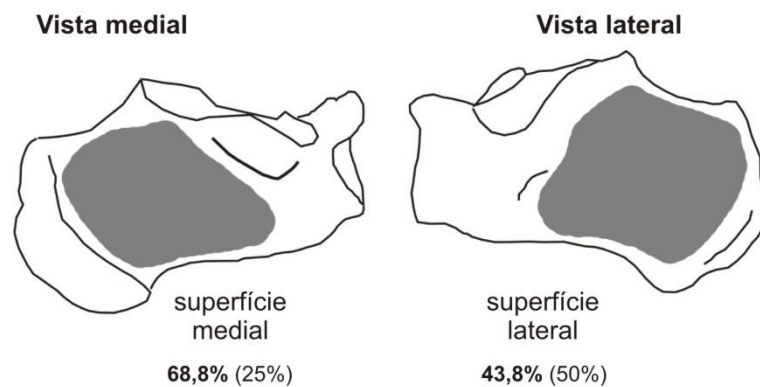 Vista medial
Vista lateral
superfície
medial
superfície
lateral
68,8% (25%)
43,8% (50%)